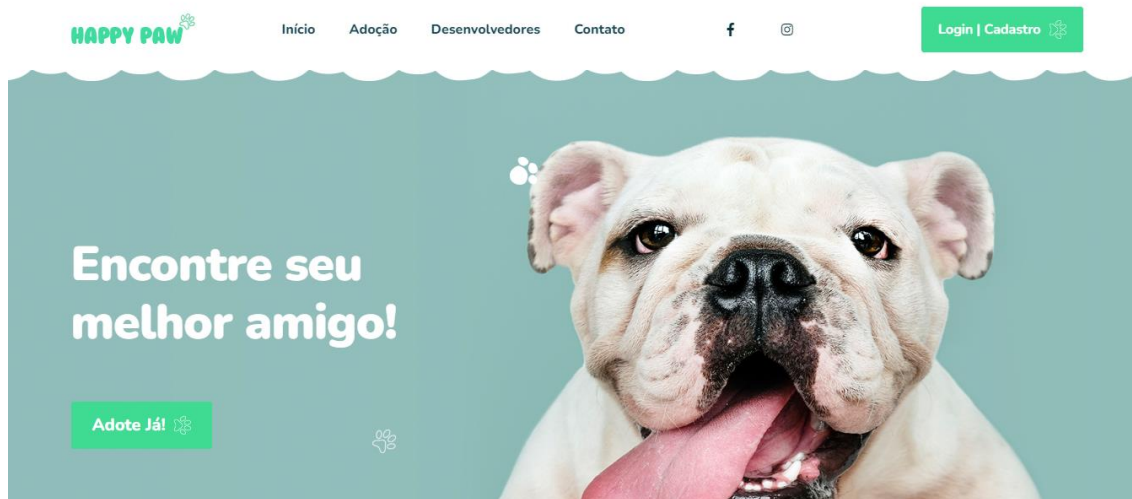 HAPPY PAW
Início Adoção Desenvolvedores Contato
Login | Cadastro
Encontre seu
melhor amigo!
Adote Já!